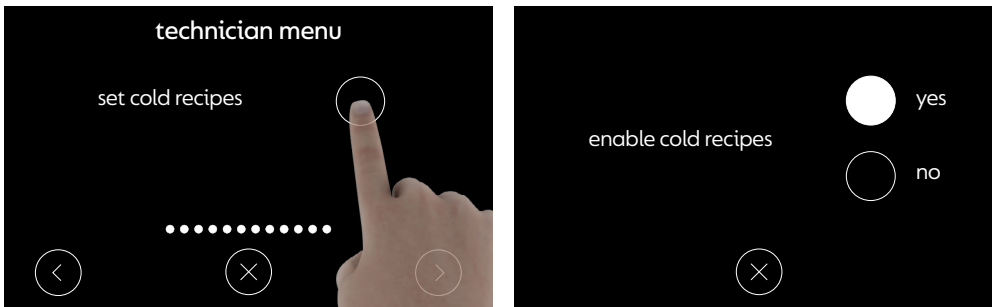 technician menu
set cold recipes
enable cold recipes
yes
no